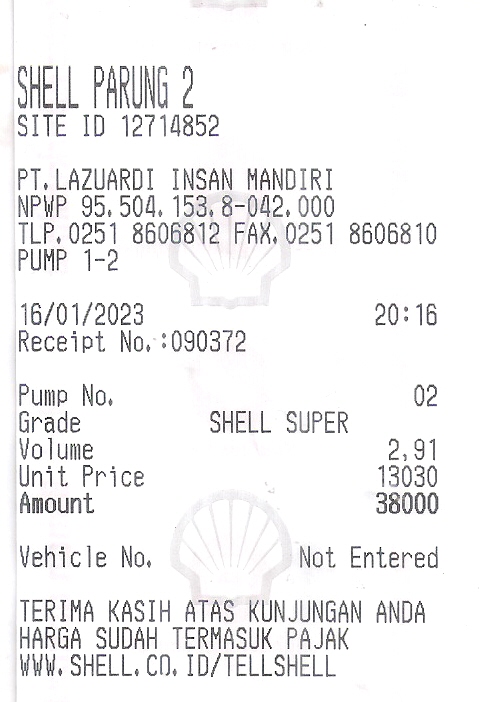 SHELL PARUNG 2
SITE ID 12714852
PT.LAZUARDI INSAN MANDIRI
NPWP 95.504.153.8-042.000
TLP.0251 8606812 FAX.0251 8606810
PUMP 1-2
16/01/2023 20:16
Receipt No.:090372
Pump No. 02
Grade SHELL SUPER
Volume 2,91
Unit Price 13030
Amount 38000
Vehicle No. Not Entered
TERIMA KASIH ATAS KUNJUNGAN ANDA
HARGA SUDAH TERMASUK PAJAK
WWW.SHELL.CO.ID/TELLSHELL